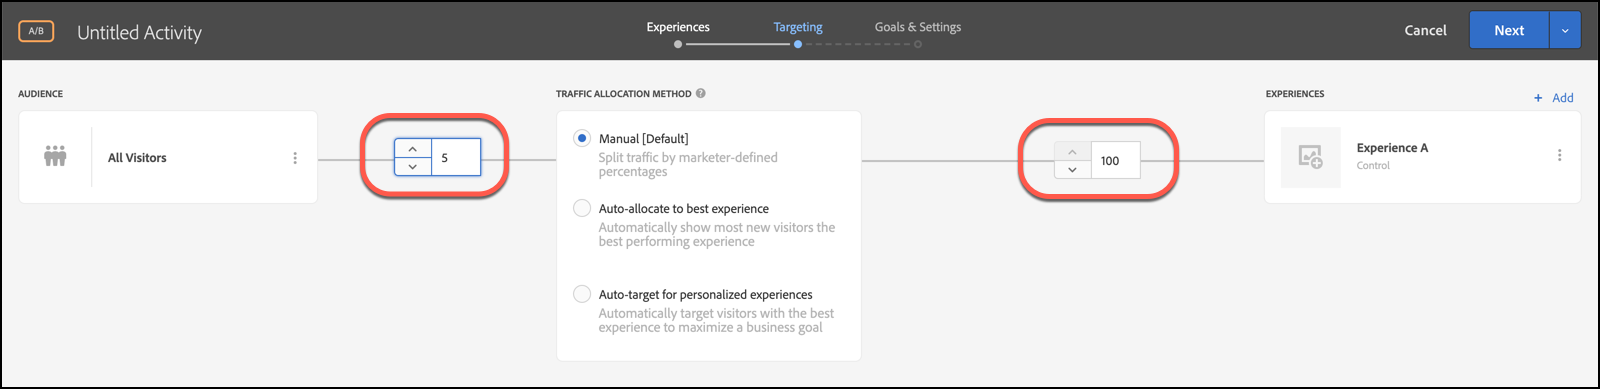 A/B
Untitled Activity
Experiences
Targeting
Goals & Settings
Cancel
Next
AUDIENCE
All Visitors
5
TRAFFIC ALLOCATION METHOD ?
Manual [Default]
Split traffic by marketer-defined
percentages
Auto-allocate to best experience
Automatically show most new visitors the
best performing experience
Auto-target for personalized experiences
Automatically target visitors with the best
experience to maximize a business goal
100
EXPERIENCES
+ Add
Experience A
Control